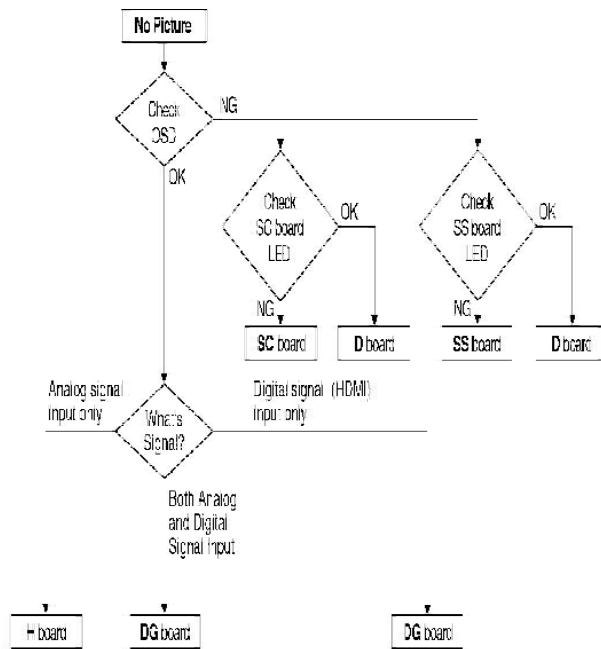 No Picture
Check
OSD
NG
OK
Check
SC board
LED
OK
NG
SC board
D board
Check
SS board
LED
OK
NG
SS board
D board
Analog signal
input only
What's
Signal?
Digital signal (HDMI)
input only
Both Analog
and Digital
Signal Input
H board
DG board
DG board